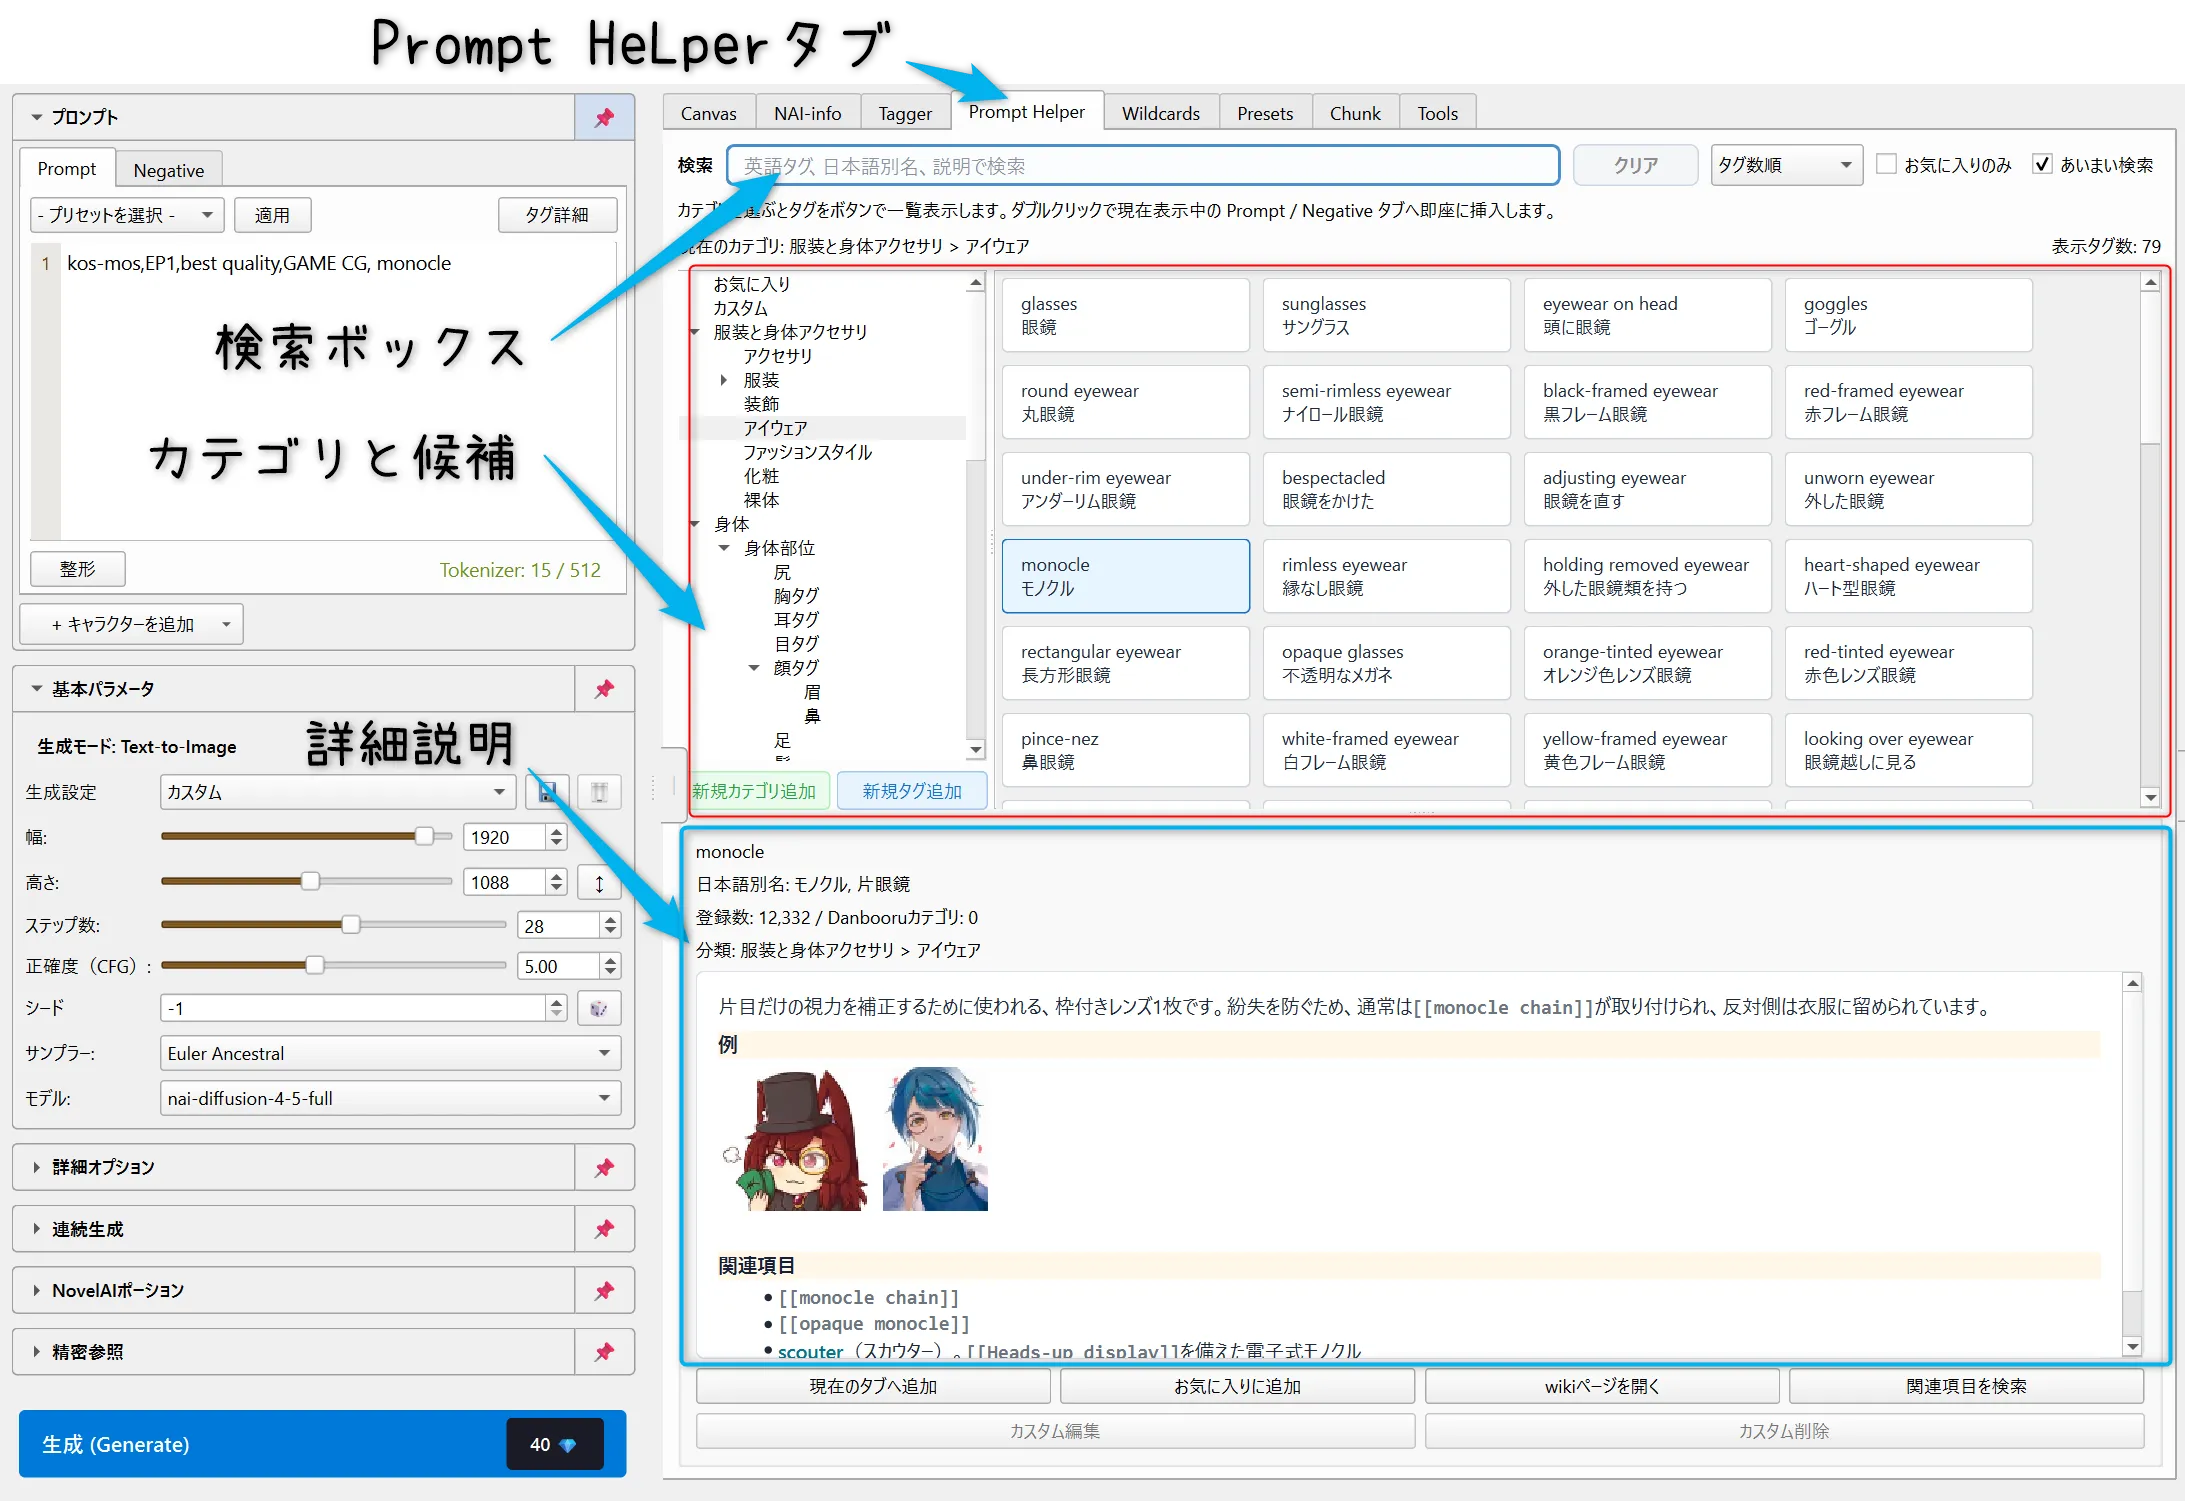 Prompt Helperタブ
プロンプト
Prompt
Negative
- プリセットを選択 -
適用
タグ詳細
1
kos-mos,EP1,best quality,GAME CG, monocle
検索ボックス
カテゴリと候補
整形
Tokenizer: 15 / 512
+ キャラクターを追加
基本パラメータ
生成モード: Text-to-Image
詳細説明
生成設定
カスタム
幅:
1920
高さ:
1088
↕
ステップ数:
28
正確度（CFG）:
5.00
シード
-1
サンプラー:
Euler Ancestral
モデル:
nai-diffusion-4-5-full
詳細オプション
連続生成
NovelAIポーション
精密参照
生成 (Generate)
40
Canvas
NAI-info
Tagger
Prompt Helper
Wildcards
Presets
Chunk
Tools
検索
英語タグ、日本語別名、説明で検索
クリア
タグ数順
お気に入りのみ
あいまい検索
カテゴリを選ぶとタグをボタンで一覧表示します。ダブルクリックで現在表示中の Prompt / Negative タブへ即座に挿入します。
現在のカテゴリ: 服装と身体アクセサリ > アイウェア
表示タグ数: 79
お気に入り
カスタム
服装と身体アクセサリ
アクセサリ
服装
装飾
アイウェア
ファッションスタイル
化粧
裸体
身体
身体部位
尻
胸タグ
耳タグ
目タグ
顔タグ
眉
鼻
足
新規カテゴリ追加
新規タグ追加
glasses
眼鏡
sunglasses
サングラス
eyewear on head
頭に眼鏡
goggles
ゴーグル
round eyewear
丸眼鏡
semi-rimless eyewear
ナイロール眼鏡
black-framed eyewear
黒フレーム眼鏡
red-framed eyewear
赤フレーム眼鏡
under-rim eyewear
アンダーリム眼鏡
bespectacled
眼鏡をかけた
adjusting eyewear
眼鏡を直す
unworn eyewear
外した眼鏡
monocle
モノクル
rimless eyewear
縁なし眼鏡
holding removed eyewear
外した眼鏡類を持つ
heart-shaped eyewear
ハート型眼鏡
rectangular eyewear
長方形眼鏡
opaque glasses
不透明なメガネ
orange-tinted eyewear
オレンジ色レンズ眼鏡
red-tinted eyewear
赤色レンズ眼鏡
pince-nez
鼻眼鏡
white-framed eyewear
白フレーム眼鏡
yellow-framed eyewear
黄色フレーム眼鏡
looking over eyewear
眼鏡越しに見る
monocle
日本語別名: モノクル, 片眼鏡
登録数: 12,332 / Danbooruカテゴリ: 0
分類: 服装と身体アクセサリ > アイウェア
片目だけの視力を補正するために使われる、枠付きレンズ1枚です。紛失を防ぐため、通常は[[monocle chain]]が取り付けられ、反対側は衣服に留められています。
例
関連項目
• [[monocle chain]]
• [[opaque monocle]]
• scouter（スカウター）。[[Heads-up display]]を備えた電子式モノクル
現在のタブへ追加
お気に入りに追加
wikiページを開く
関連項目を検索
カスタム編集
カスタム削除